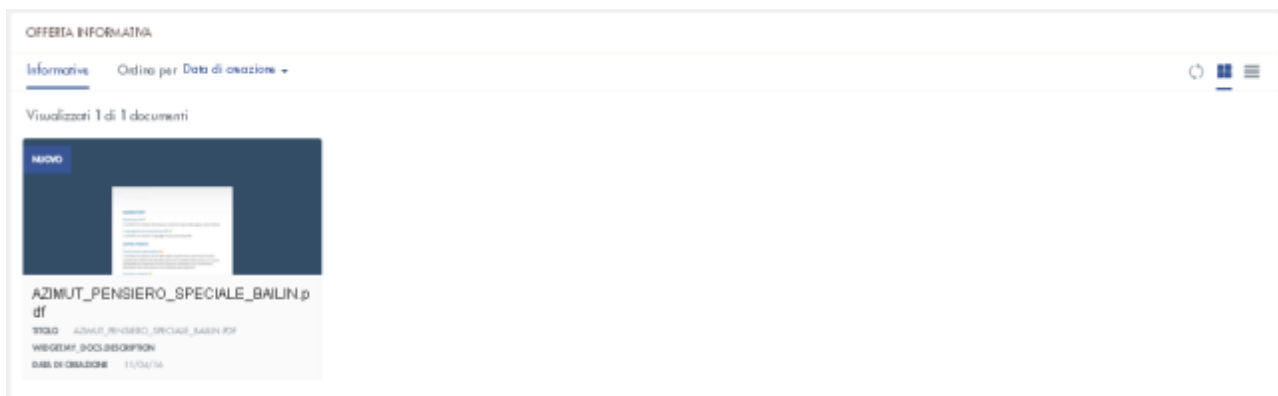 OFFERTA INFORMATIVA
Informative Ordina per Data di creazione
Visualizzati 1 di 1 documenti
NUOVO
AZIMUT_PENSIERO_SPECIALE_BAILIN.p
df
TITOLO AZIMUT_PENSIERO_SPECIALE_BAILIN.PDF
WIDGET.MY_DOCS.DESCRIPTION
DATA DI CREAZIONE 11/04/16